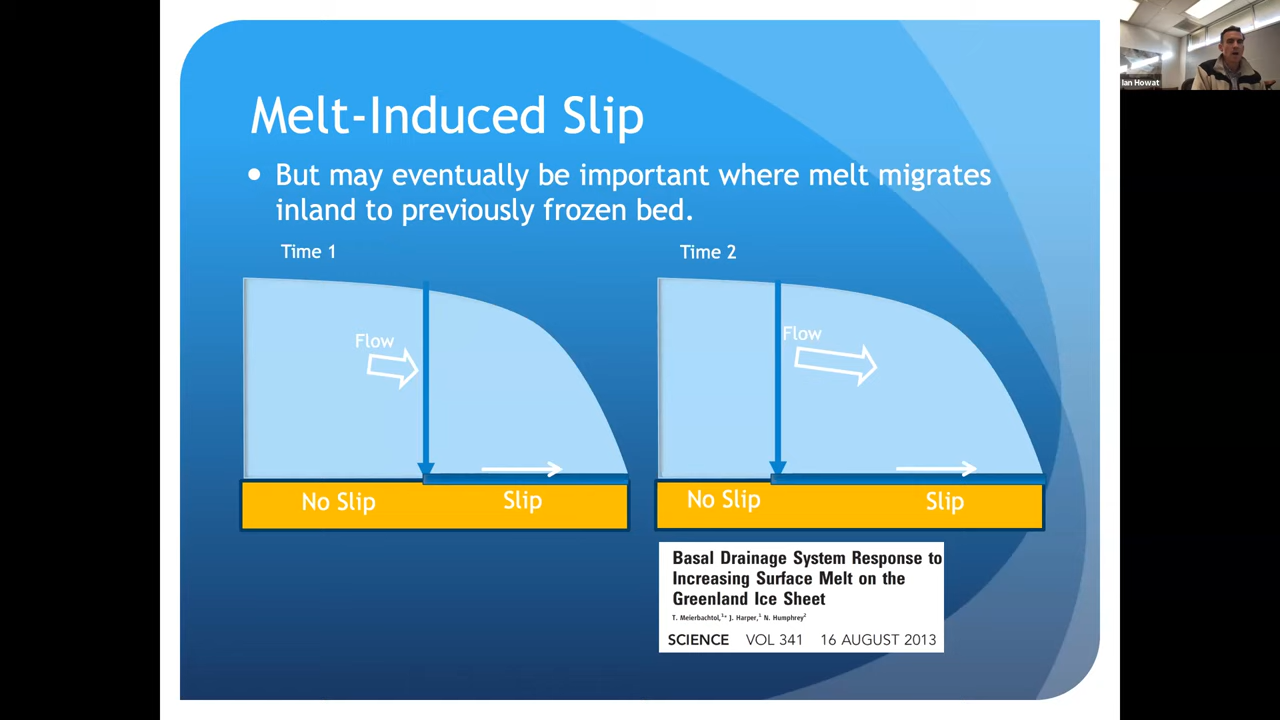 Ian Howat
Melt-Induced Slip
• But may eventually be important where melt migrates
inland to previously frozen bed.
Time 1
Time 2
Flow
Flow
No Slip
Slip
No Slip
Slip
Basal Drainage System Response to
Increasing Surface Melt on the
Greenland Ice Sheet
T. Meierbachtol,¹* J. Harper,¹ N. Humphrey²
SCIENCE VOL 341 16 AUGUST 2013